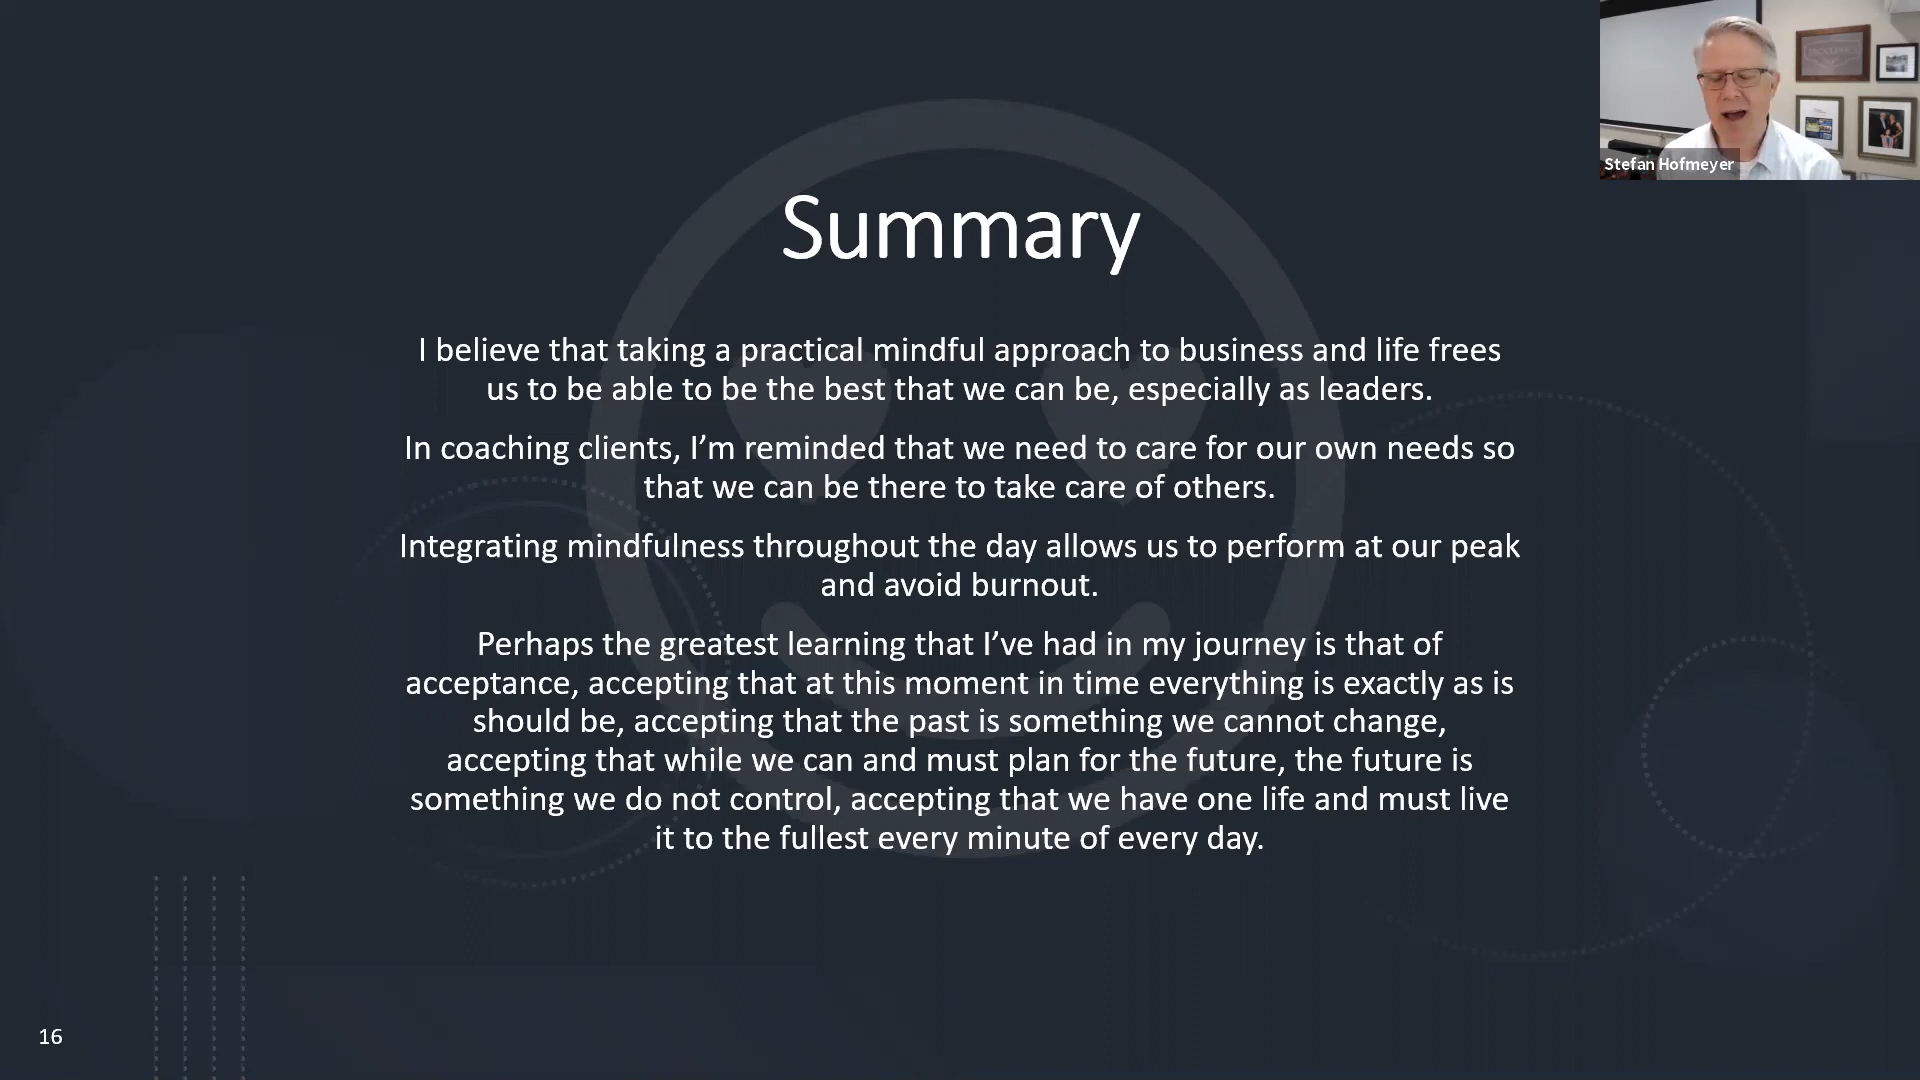 Stefan Hofmeyer
Summary
I believe that taking a practical mindful approach to business and life frees
us to be able to be the best that we can be, especially as leaders.
In coaching clients, I’m reminded that we need to care for our own needs so
that we can be there to take care of others.
Integrating mindfulness throughout the day allows us to perform at our peak
and avoid burnout.
Perhaps the greatest learning that I’ve had in my journey is that of
acceptance, accepting that at this moment in time everything is exactly as is
should be, accepting that the past is something we cannot change,
accepting that while we can and must plan for the future, the future is
something we do not control, accepting that we have one life and must live
it to the fullest every minute of every day.
16